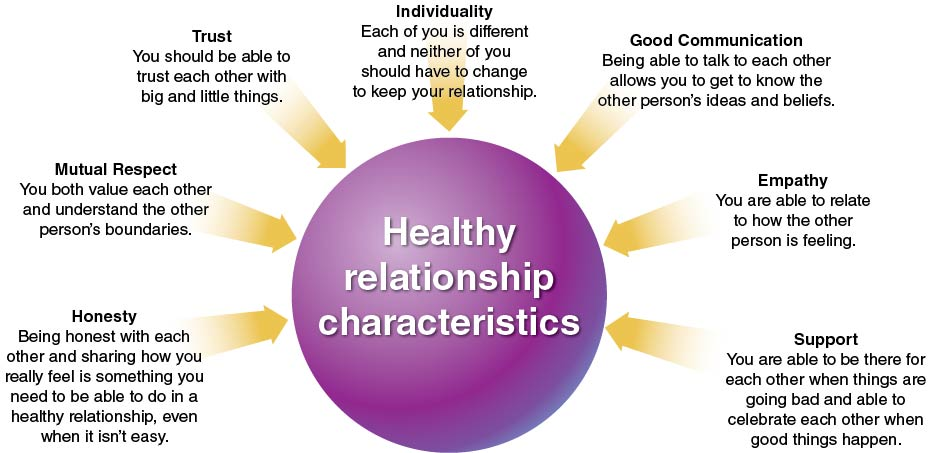 Individuality
Each of you is different
and neither of you
should have to change
to keep your relationship.
Trust
You should be able to
trust each other with
big and little things.
Good Communication
Being able to talk to each other
allows you to get to know the
other person's ideas and beliefs.
Mutual Respect
You both value each other
and understand the other
person's boundaries.
Empathy
You are able to relate
to how the other
person is feeling.
Healthy
relationship
characteristics
Honesty
Being honest with each
other and sharing how you
really feel is something you
need to be able to do in a
healthy relationship, even
when it isn't easy.
Support
You are able to be there for
each other when things are
going bad and able to
celebrate each other when
good things happen.